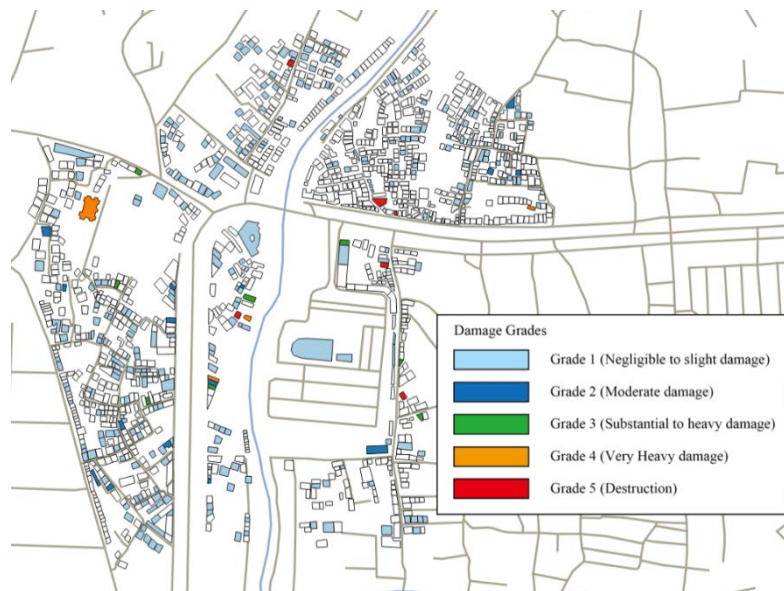 Damage Grades
Grade 1 (Negligible to slight damage)
Grade 2 (Moderate damage)
Grade 3 (Substantial to heavy damage)
Grade 4 (Very Heavy damage)
Grade 5 (Destruction)